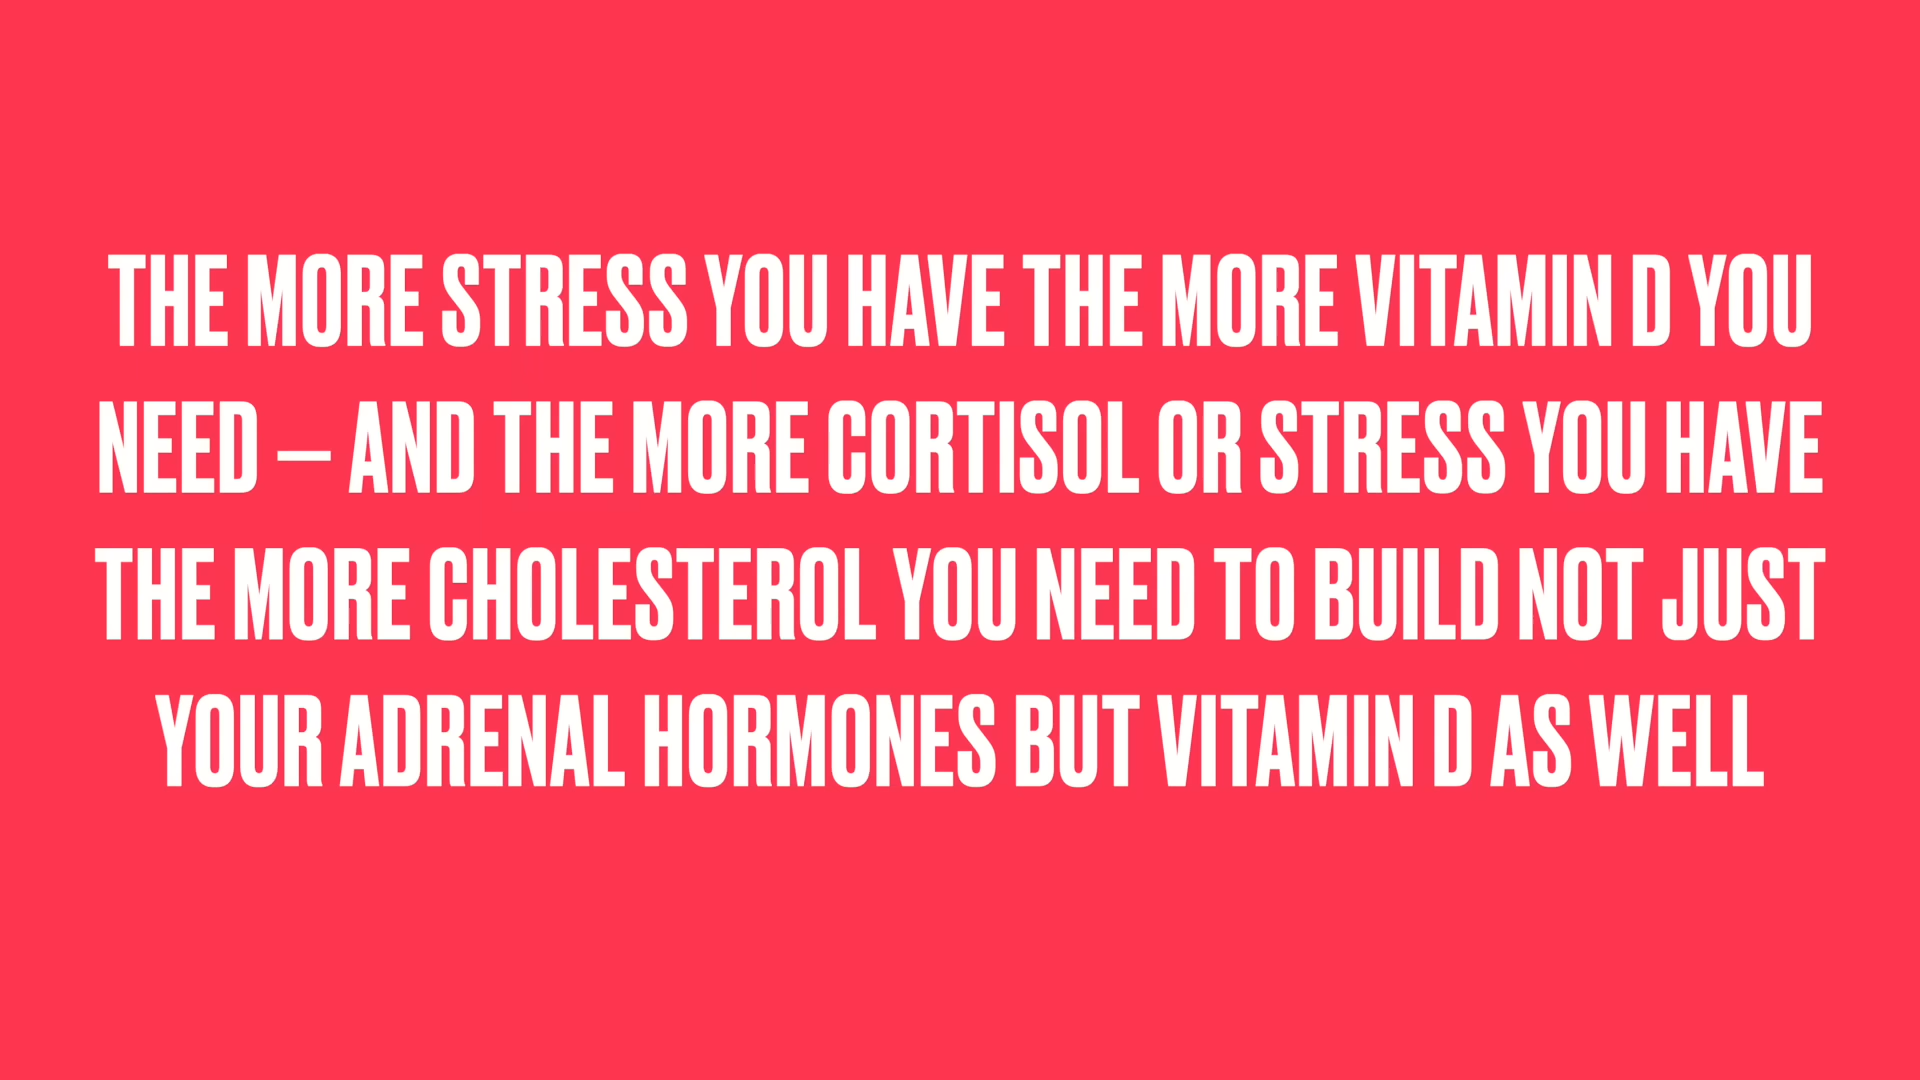 THE MORE STRESS YOU HAVE THE MORE VITAMIN D YOU
NEED – AND THE MORE CORTISOL OR STRESS YOU HAVE
THE MORE CHOLESTEROL YOU NEED TO BUILD NOT JUST
YOUR ADRENAL HORMONES BUT VITAMIN D AS WELL